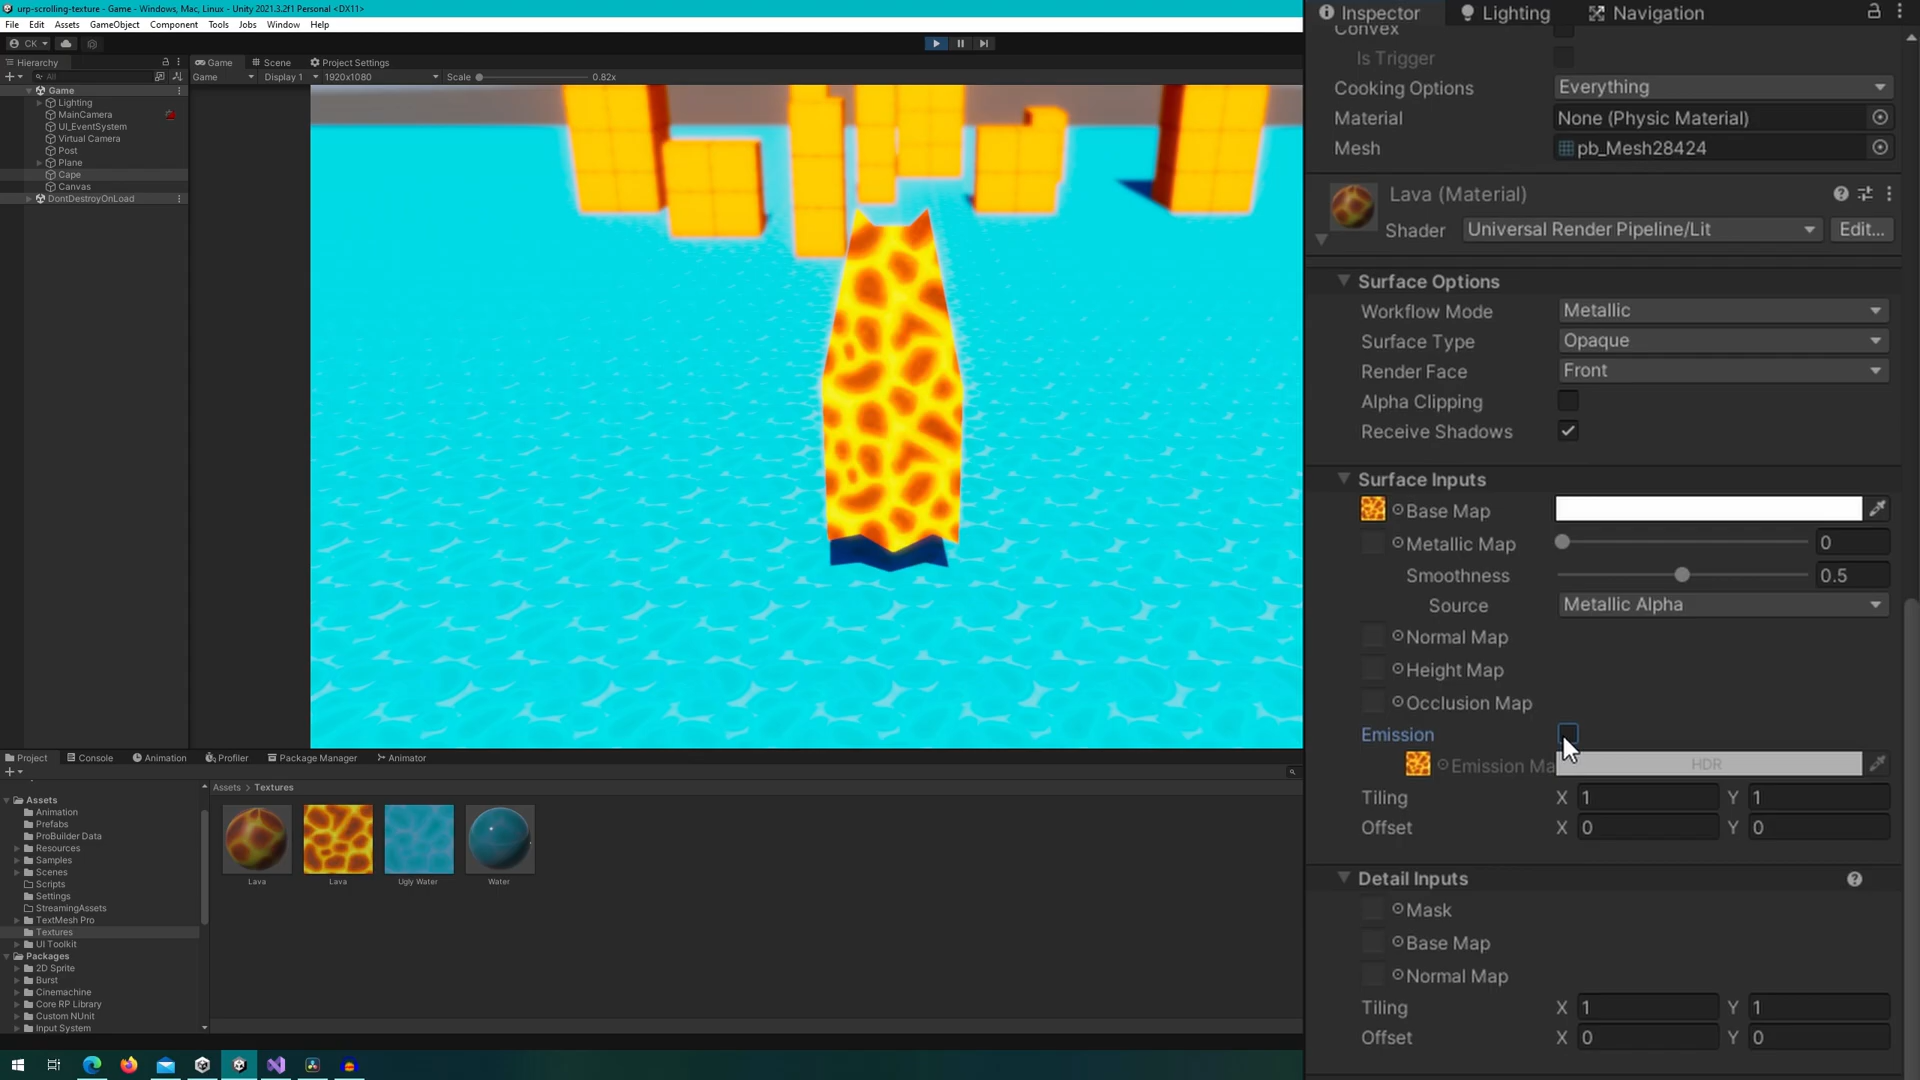 urp-scrolling-texture - Game - Windows, Mac, Linux - Unity 2021.3.2f1 Personal <DX11>
File Edit Assets GameObject Component Tools Jobs Window Help
CK
Hierarchy
All
Game
Lighting
MainCamera
UI_EventSystem
Virtual Camera
Post
Plane
Cape
Canvas
DontDestroyOnLoad
Game Scene Project Settings
Game Display 1 1920x1080 Scale 0.82x
Inspector Lighting Navigation
Convex
Is Trigger
Cooking Options Everything
Material None (Physic Material)
Mesh pb_Mesh28424
Lava (Material)
Shader Universal Render Pipeline/Lit Edit...
Surface Options
Workflow Mode Metallic
Surface Type Opaque
Render Face Front
Alpha Clipping
Receive Shadows
Surface Inputs
Base Map
Metallic Map 0
Smoothness 0.5
Source Metallic Alpha
Normal Map
Height Map
Occlusion Map
Emission
Emission Ma HDR
Tiling X 1 Y 1
Offset X 0 Y 0
Detail Inputs
Mask
Base Map
Normal Map
Tiling X 1 Y 1
Offset X 0 Y 0
Project Console Animation Profiler Package Manager Animator
Assets
Animation
Prefabs
ProBuilder Data
Resources
Samples
Scenes
Scripts
Settings
StreamingAssets
TextMesh Pro
Textures
UI Toolkit
Packages
2D Sprite
Burst
Cinemachine
Core RP Library
Custom NUnit
Input System
Assets > Textures
Lava Lava Ugly Water Water